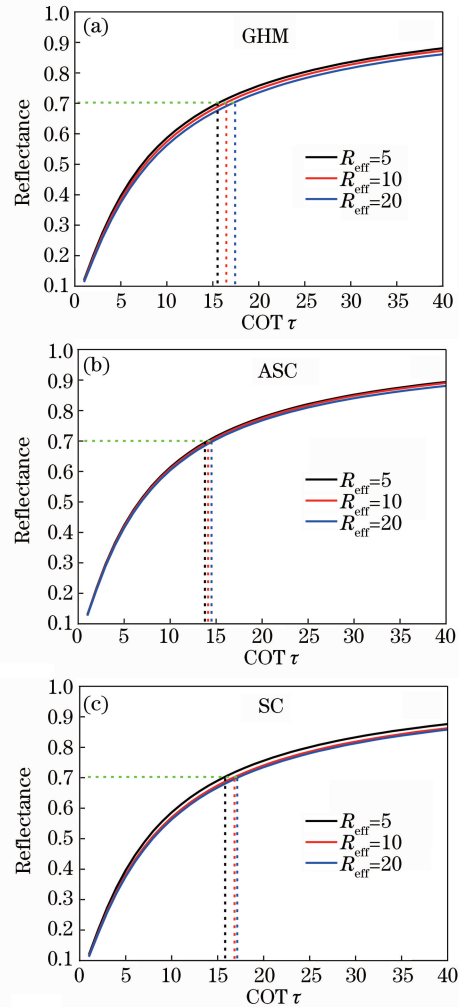 (a)
GHM
1.0
0.9
0.8
0.7
0.6
0.5
0.4
0.3
0.2
0.1
Reflectance
R_eff=5
R_eff=10
R_eff=20
0 5 10 15 20 25 30 35 40
COT τ
(b)
ASC
1.0
0.9
0.8
0.7
0.6
0.5
0.4
0.3
0.2
0.1
Reflectance
R_eff=5
R_eff=10
R_eff=20
0 5 10 15 20 25 30 35 40
COT τ
(c)
SC
1.0
0.9
0.8
0.7
0.6
0.5
0.4
0.3
0.2
0.1
Reflectance
R_eff=5
R_eff=10
R_eff=20
0 5 10 15 20 25 30 35 40
COT τ